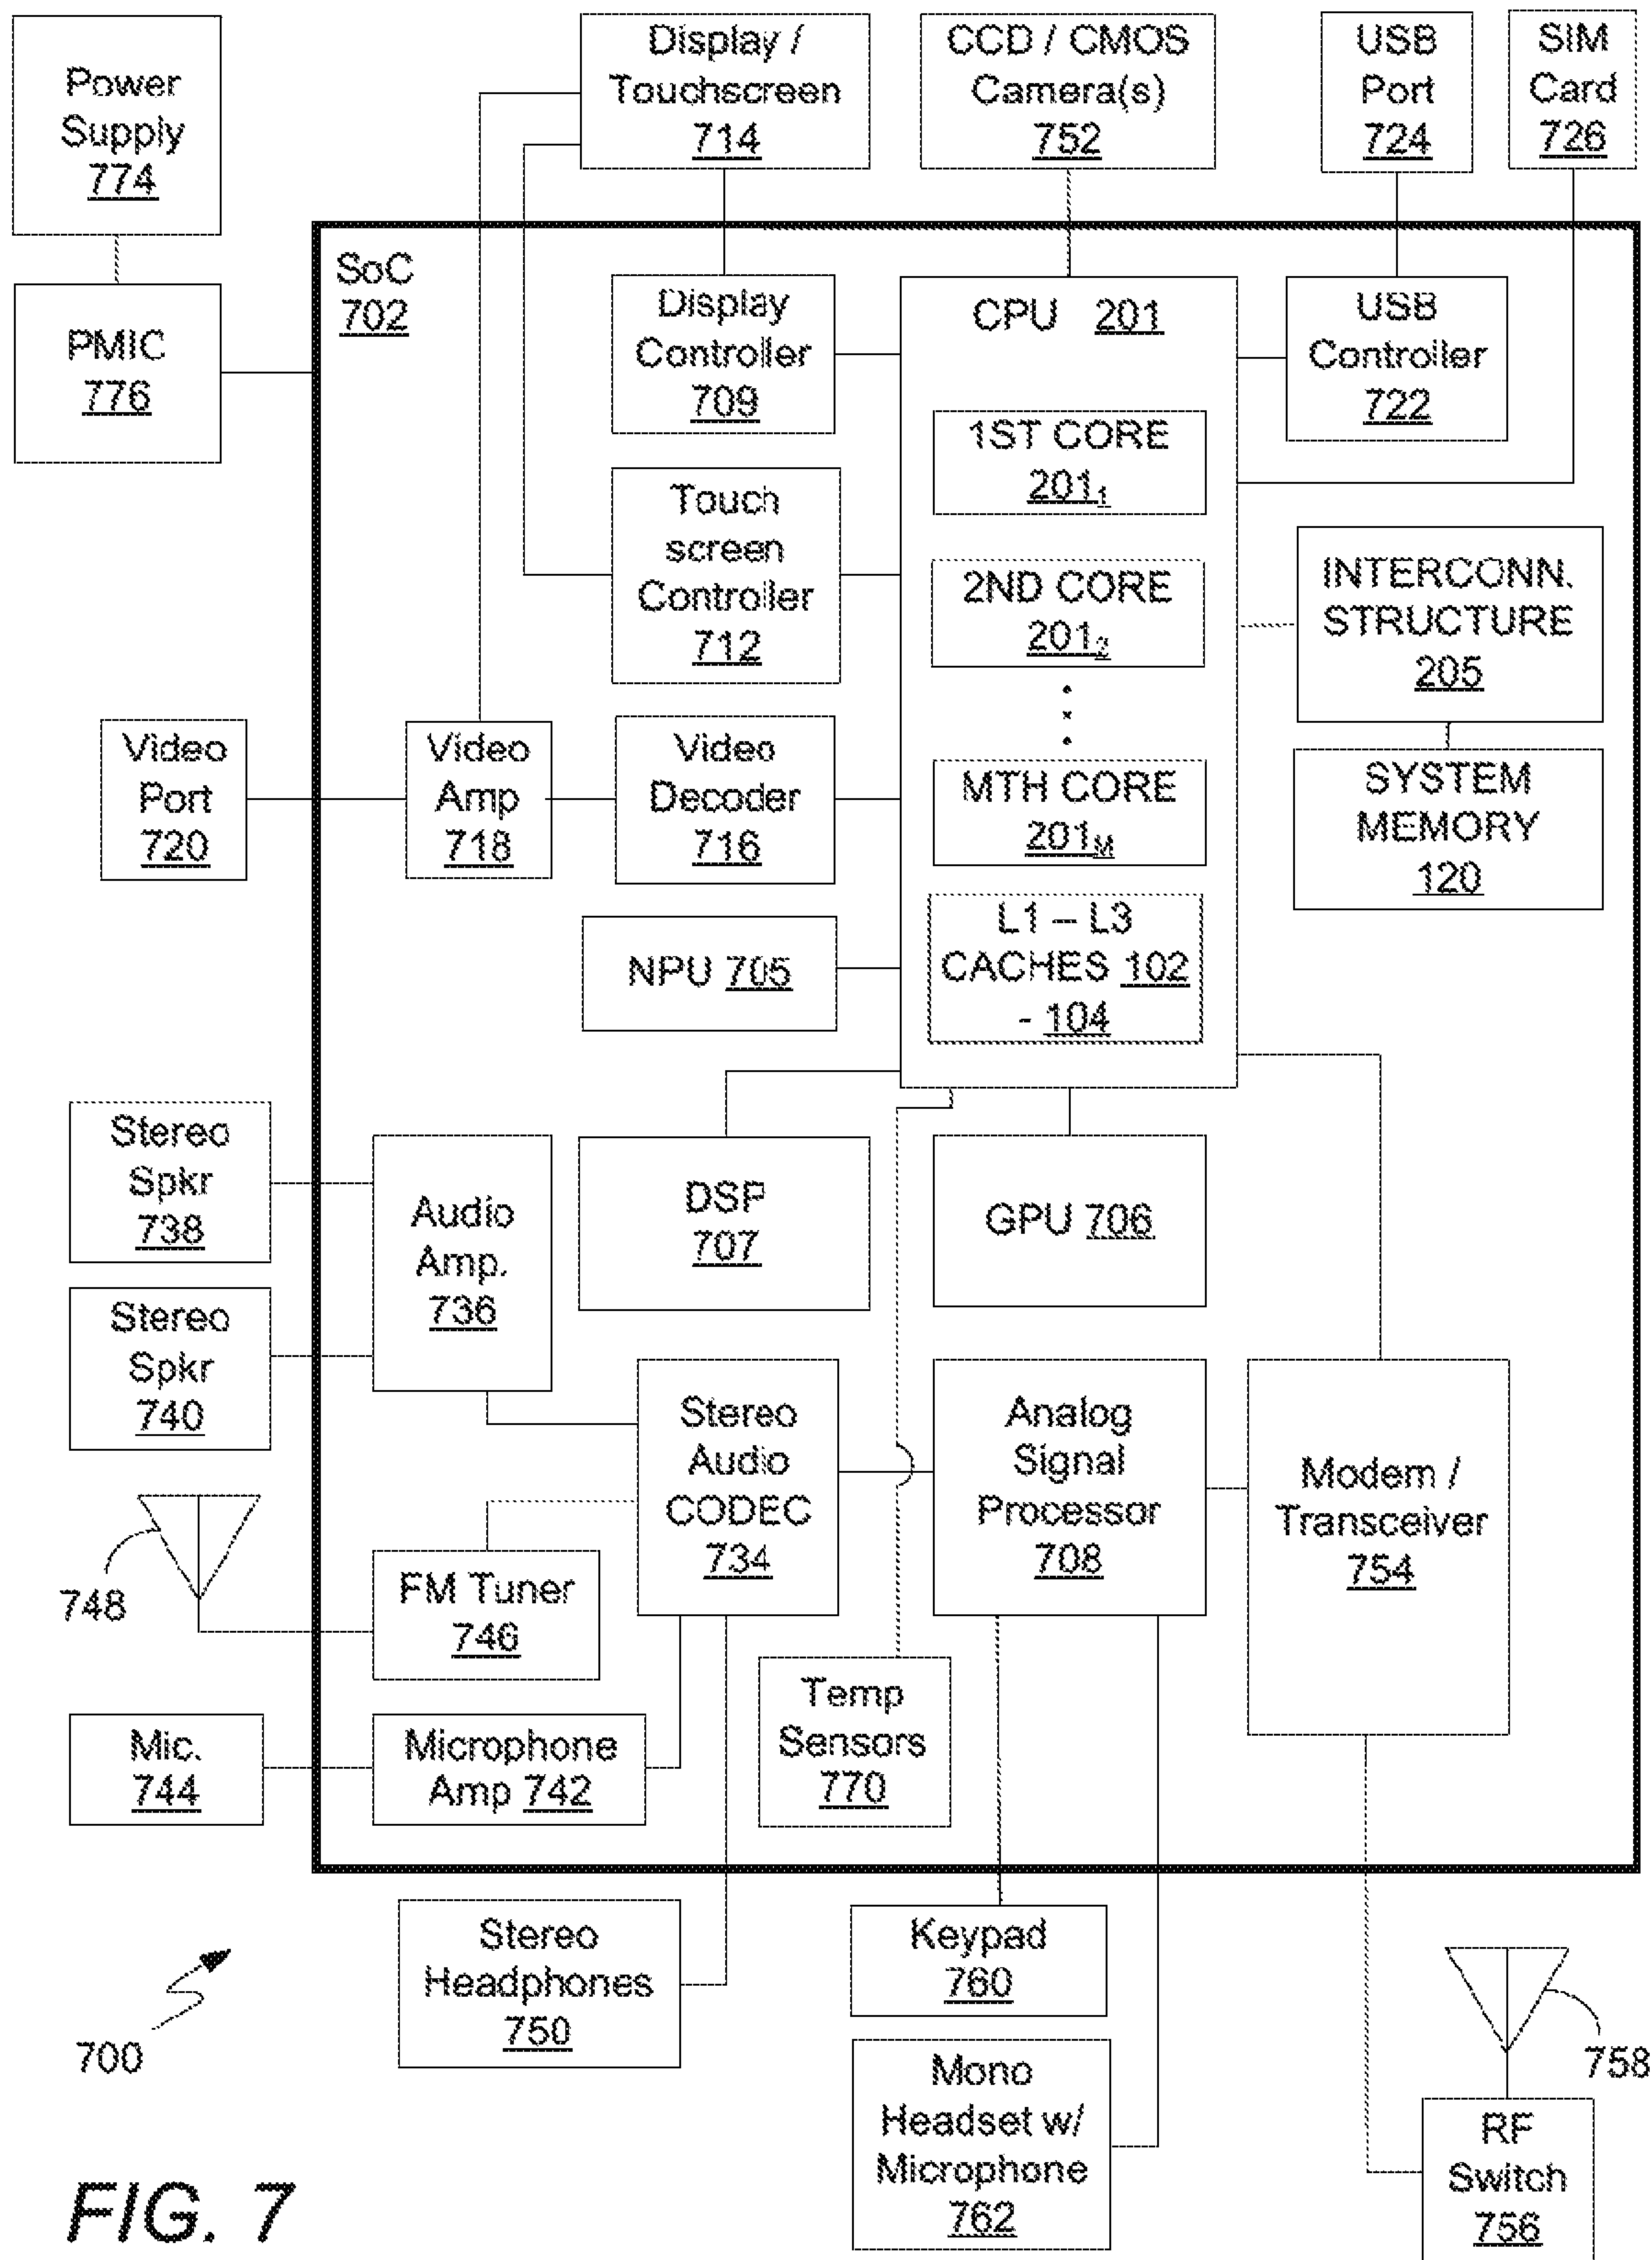 Power
Supply
774
Display /
Touchscreen
714
CCD / CMOS
Camera(s)
752
USB
Port
724
SIM
Card
726
PMIC
776
SoC
702
Display
Controller
709
CPU 201
USB
Controller
722
1ST CORE
201₁
Touch
screen
Controller
712
2ND CORE
201₂
INTERCONN.
STRUCTURE
205
Video
Port
720
Video
Amp
718
Video
Decoder
716
MTH CORE
201M
SYSTEM
MEMORY
120
NPU 705
L1 – L3
CACHES 102
- 104
Stereo
Spkr
738
Audio
Amp.
736
DSP
707
GPU 706
Stereo
Spkr
740
Stereo
Audio
CODEC
734
Analog
Signal
Processor
708
Modem /
Transceiver
754
748
FM Tuner
746
Temp
Sensors
770
Mic.
744
Microphone
Amp 742
Stereo
Headphones
750
Keypad
760
700
758
Mono
Headset w/
Microphone
762
RF
Switch
756
FIG. 7